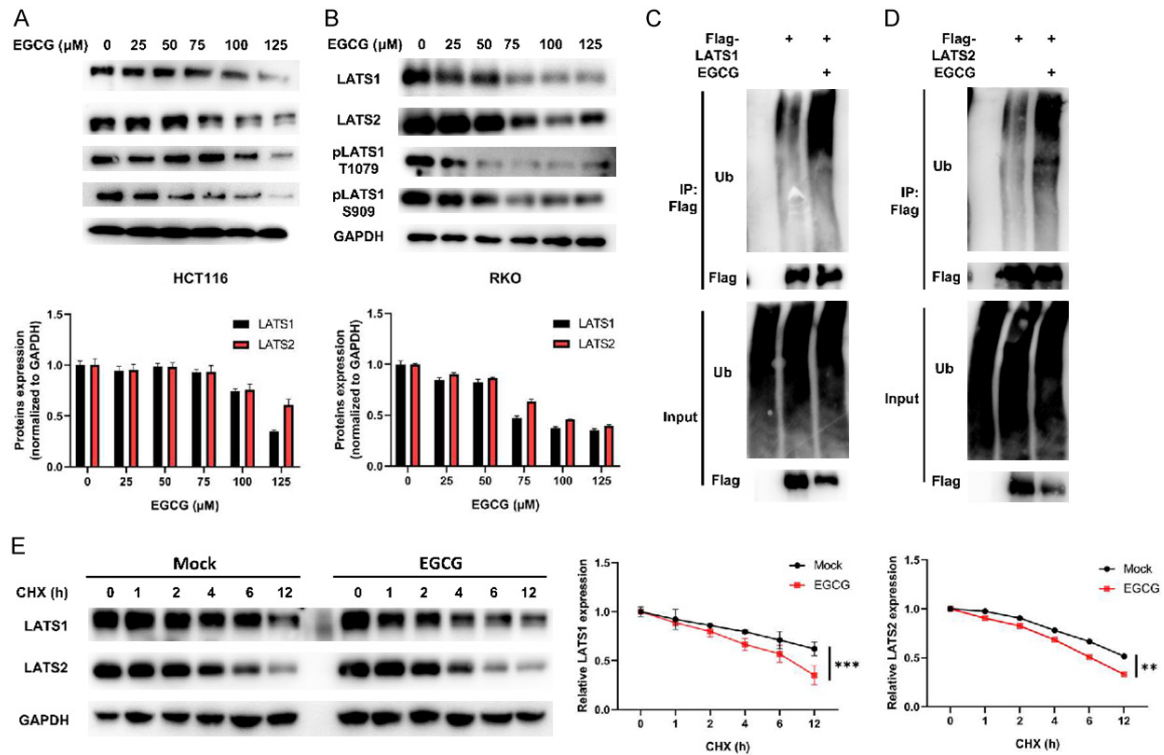 A
EGCG (μM) 0 25 50 75 100 125
HCT116
Proteins expression
(normalized to GAPDH)
1.5
1.0
0.5
0.0
LATS1
LATS2
0 25 50 75 100 125
EGCG (μM)
B
EGCG (μM) 0 25 50 75 100 125
LATS1
LATS2
pLATS1
T1079
pLATS1
S909
GAPDH
RKO
Proteins expression
(normalized to GAPDH)
1.5
1.0
0.5
0.0
LATS1
LATS2
0 25 50 75 100 125
EGCG (μM)
C
Flag-
LATS1 + +
EGCG +
IP:
Flag
Ub
Flag
Input
Ub
Flag
D
Flag-
LATS2 + +
EGCG +
IP:
Flag
Ub
Flag
Input
Ub
Flag
E
Mock EGCG
CHX (h) 0 1 2 4 6 12 0 1 2 4 6 12
LATS1
LATS2
GAPDH
Relative LATS1 expression
1.5
1.0
0.5
0.0
Mock
EGCG
***
0 1 2 4 6 12
CHX (h)
Relative LATS2 expression
1.5
1.0
0.5
0.0
Mock
EGCG
**
0 1 2 4 6 12
CHX (h)